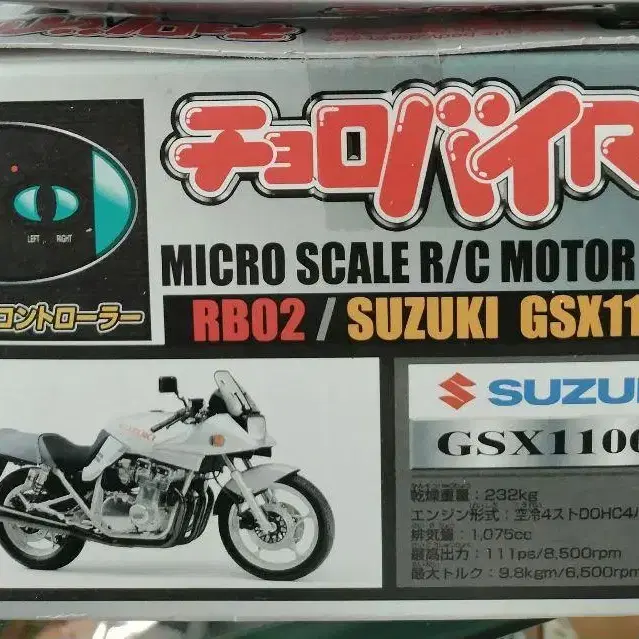 チョロバイ
MICRO SCALE R/C MOTOR
RB02 / SUZUKI GSX11
LEFT RIGHT
コントローラー
SUZUKI
SUZU
GSX110
乾燥重量：232kg
エンジン形式：空冷4ストDOHC4/
排気量：1,075cc
最高出力：111ps/8,500rpm
最大トルク：9.8kgm/6,500rpm